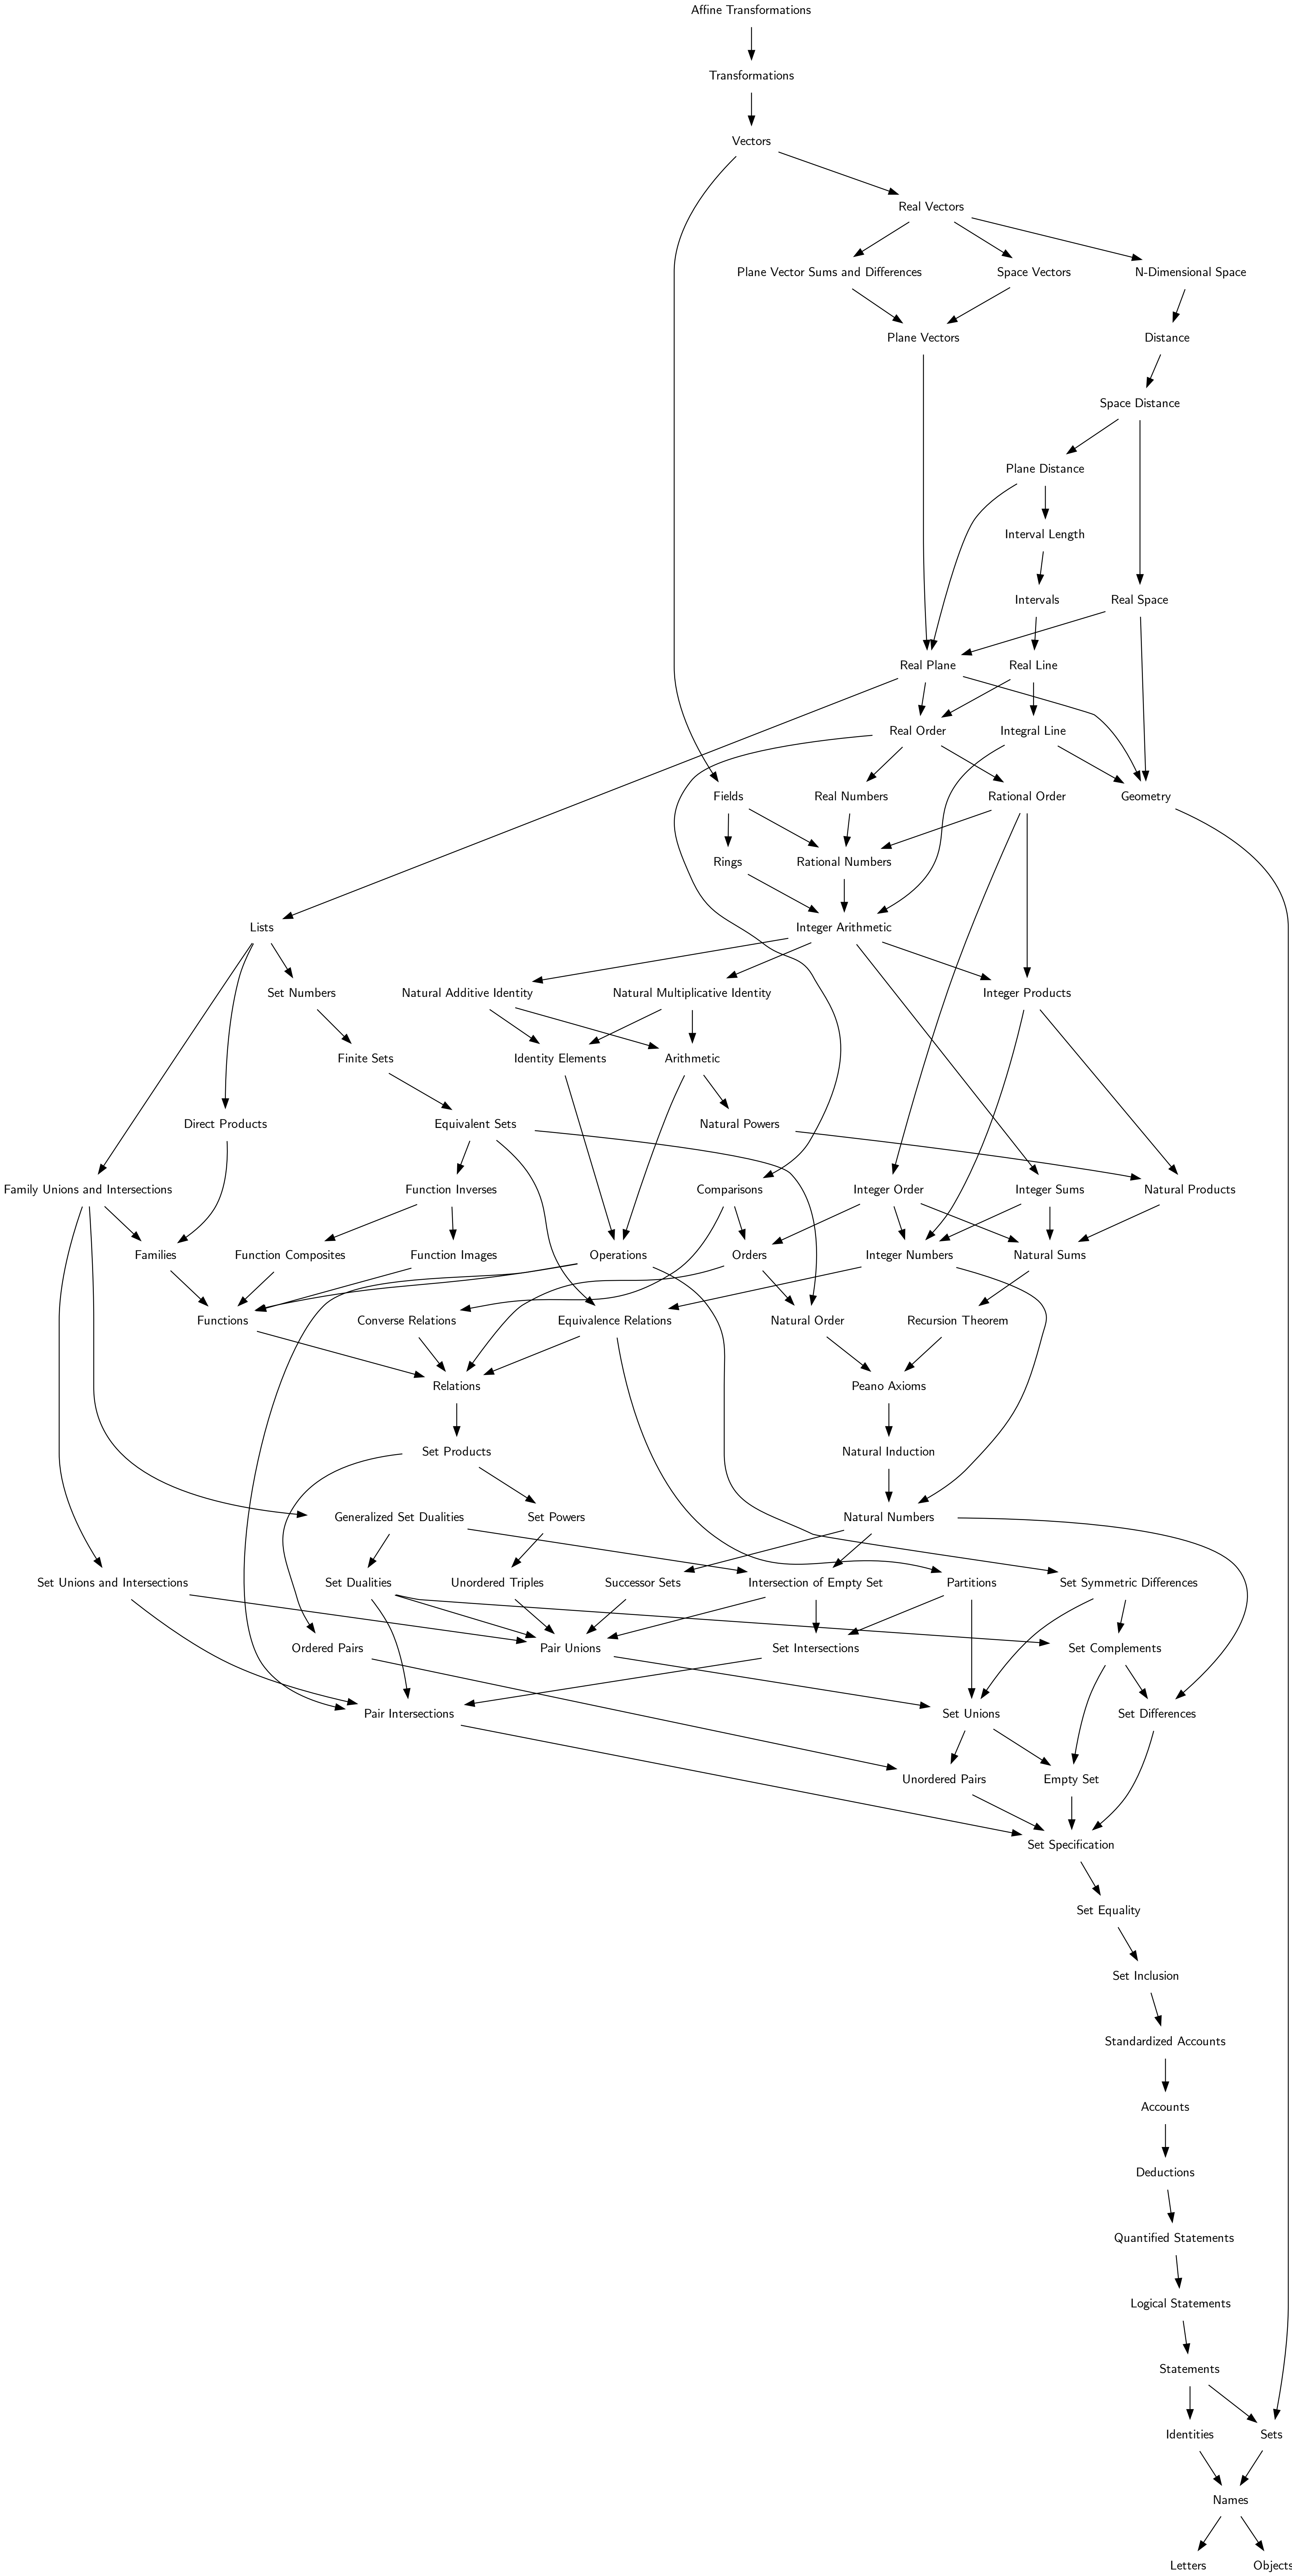 Affine Transformations
Transformations
Vectors
Real Vectors
Plane Vector Sums and Differences
Space Vectors
N-Dimensional Space
Plane Vectors
Distance
Space Distance
Plane Distance
Interval Length
Intervals
Real Space
Real Plane
Real Line
Real Order
Integral Line
Fields
Real Numbers
Rational Order
Geometry
Rings
Rational Numbers
Lists
Integer Arithmetic
Set Numbers
Natural Additive Identity
Natural Multiplicative Identity
Integer Products
Finite Sets
Identity Elements
Arithmetic
Direct Products
Equivalent Sets
Natural Powers
Family Unions and Intersections
Function Inverses
Comparisons
Integer Order
Integer Sums
Natural Products
Families
Function Composites
Function Images
Operations
Orders
Integer Numbers
Natural Sums
Functions
Converse Relations
Equivalence Relations
Natural Order
Recursion Theorem
Relations
Peano Axioms
Set Products
Natural Induction
Generalized Set Dualities
Set Powers
Natural Numbers
Set Unions and Intersections
Set Dualities
Unordered Triples
Successor Sets
Intersection of Empty Set
Partitions
Set Symmetric Differences
Ordered Pairs
Pair Unions
Set Intersections
Set Complements
Pair Intersections
Set Unions
Set Differences
Unordered Pairs
Empty Set
Set Specification
Set Equality
Set Inclusion
Standardized Accounts
Accounts
Deductions
Quantified Statements
Logical Statements
Statements
Identities
Sets
Names
Letters
Objects